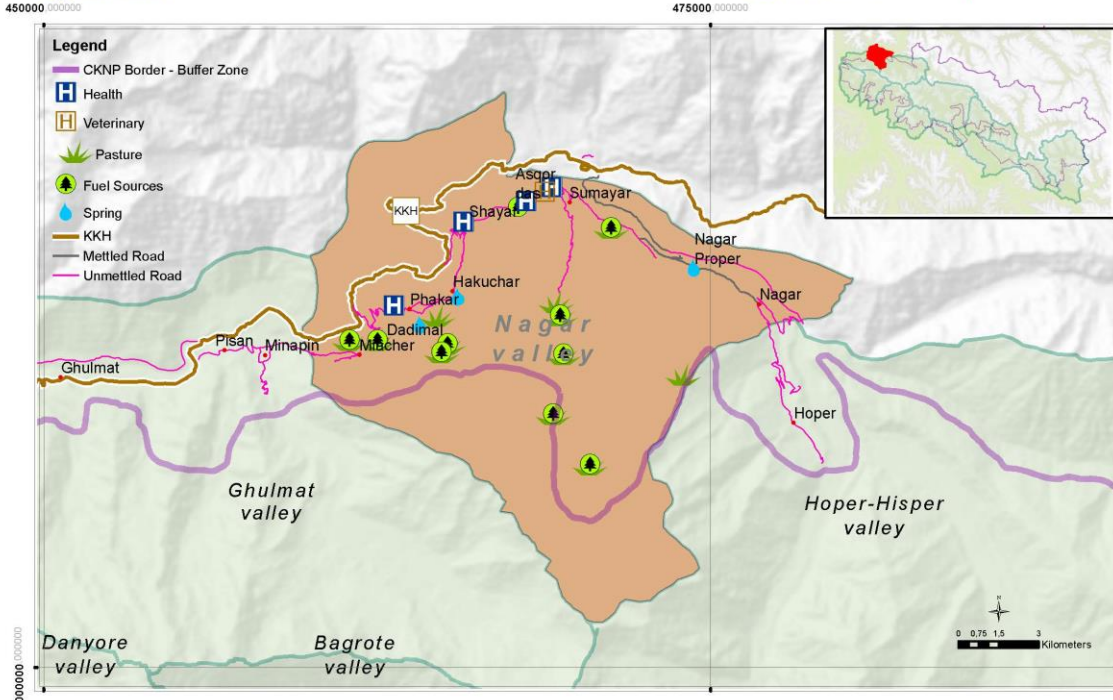 450000.000000
475000.000000
Legend
CKNP Border - Buffer Zone
H Health
H Veterinary
Pasture
Fuel Sources
Spring
KKH
Mettled Road
Unmettled Road
KKH
Asqor
das
H
H
Sumayar
Shayar
H
Nagar
Proper
Hakuchar
H
Phakar
Nagar
Nagar
valley
Dadimal
Pisan
Minapin
Miacher
Ghulmat
Hoper
Ghulmat
valley
Hoper-Hisper
valley
Danyore
valley
Bagrote
valley
0 0,75 1,5 3
Kilometers